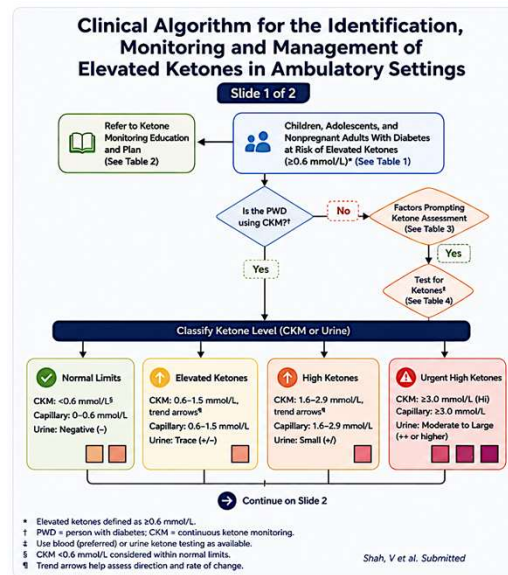 Clinical Algorithm for the Identification,
Monitoring and Management of
Elevated Ketones in Ambulatory Settings
Slide 1 of 2
Refer to Ketone
Monitoring Education
and Plan
(See Table 2)
Children, Adolescents, and
Nonpregnant Adults With Diabetes
at Risk of Elevated Ketones
(≥0.6 mmol/L)* (See Table 1)
Is the PWD
using CKM?†
No
Factors Prompting
Ketone Assessment
(See Table 3)
Yes
Yes
Test for
Ketones‡
(See Table 4)
Classify Ketone Level (CKM or Urine)
Normal Limits
CKM: <0.6 mmol/L§
Capillary: 0–0.6 mmol/L
Urine: Negative (–)
Elevated Ketones
CKM: 0.6–1.5 mmol/L,
trend arrows¶
Capillary: 0.6–1.5 mmol/L
Urine: Trace (+/–)
High Ketones
CKM: 1.6–2.9 mmol/L,
trend arrows¶
Capillary: 1.6–2.9 mmol/L
Urine: Small (+)
Urgent High Ketones
CKM: ≥3.0 mmol/L (Hi)
Capillary: ≥3.0 mmol/L
Urine: Moderate to Large
(++ or higher)
Continue on Slide 2
* Elevated ketones defined as ≥0.6 mmol/L.
† PWD = person with diabetes; CKM = continuous ketone monitoring.
‡ Use blood (preferred) or urine ketone testing as available.
§ CKM <0.6 mmol/L considered within normal limits.
¶ Trend arrows help assess direction and rate of change.
Shah, V et al. Submitted